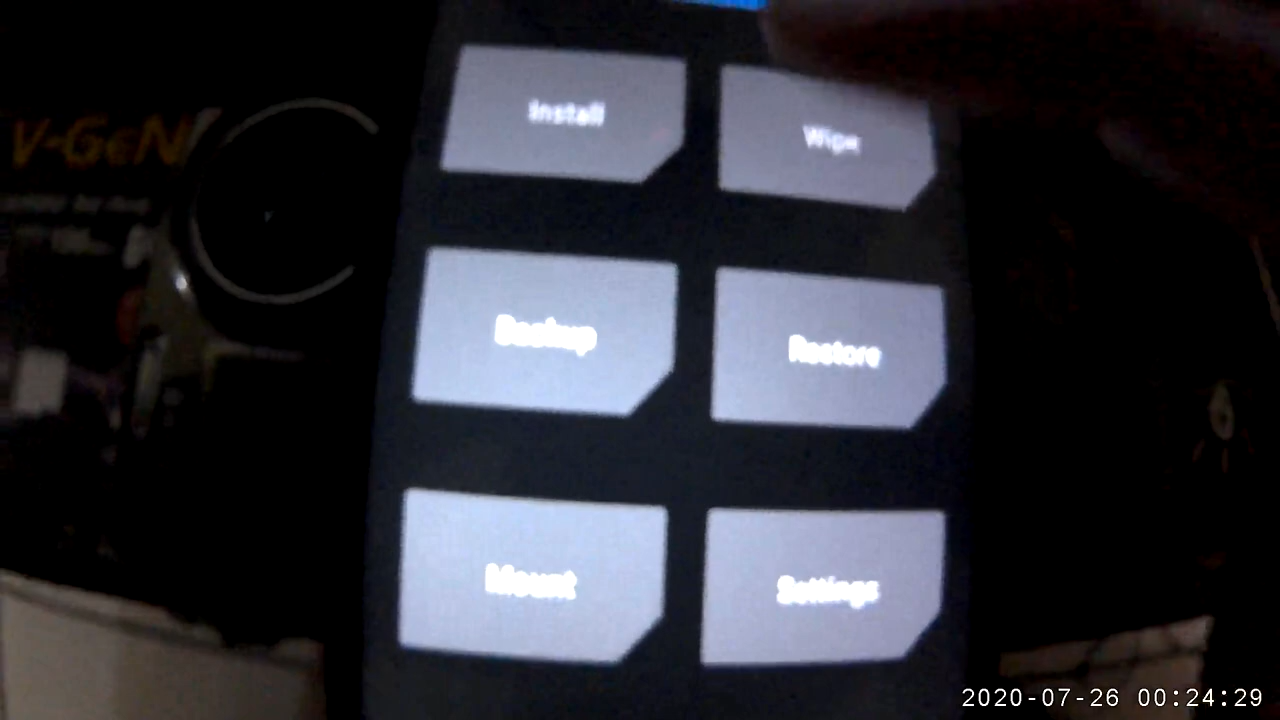 V-GeN
Install
Wipe
Backup
Restore
Mount
Settings
2020-07-26 00:24:29